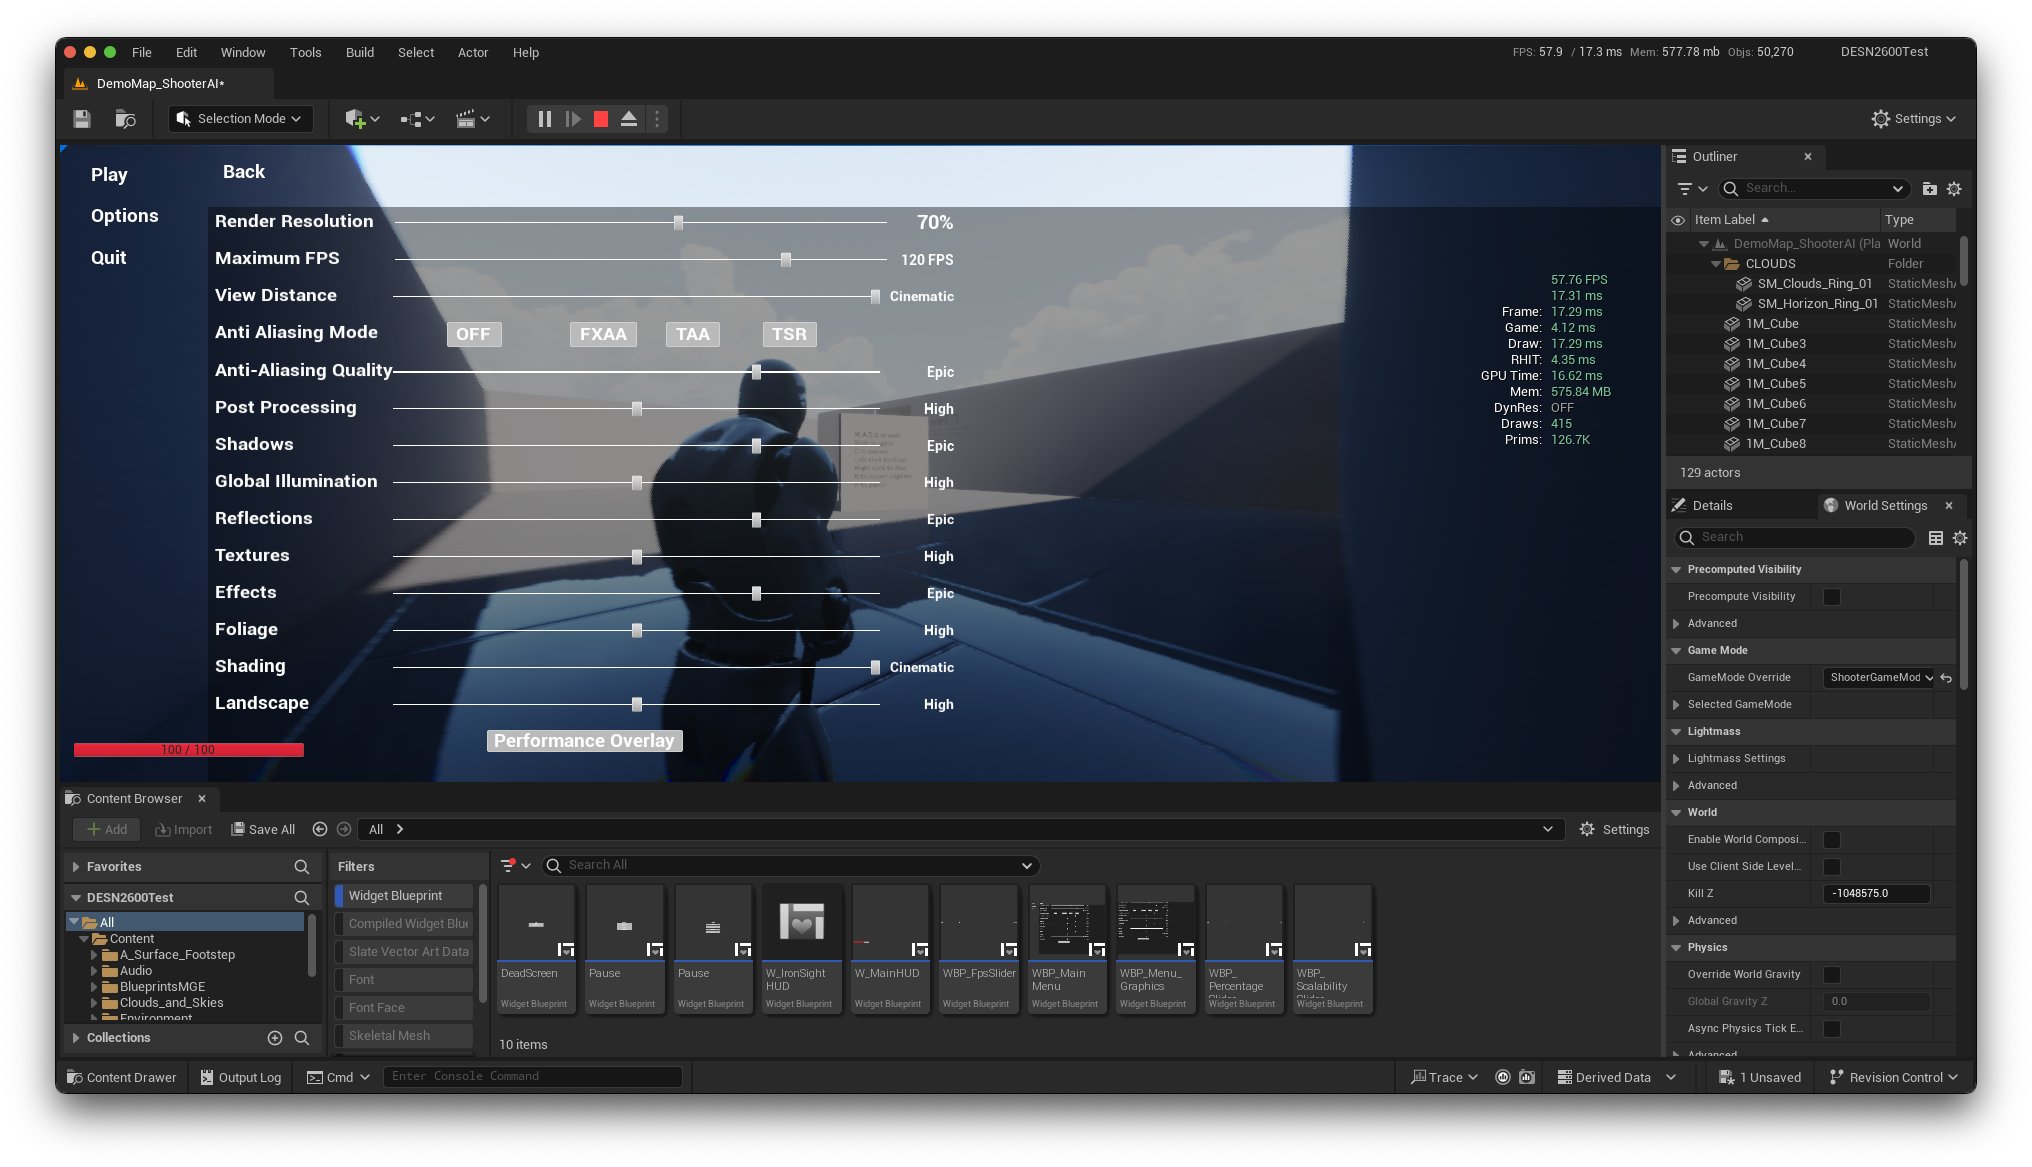 File Edit Window Tools Build Select Actor Help
FPS: 57.9 / 17.3 ms Mem: 577.78 mb Objs: 50,270
DESN2600Test
DemoMap_ShooterAI•
Selection Mode
Settings
Play
Options
Quit
Back
Render Resolution 70%
Maximum FPS 120 FPS
View Distance Cinematic
Anti Aliasing Mode OFF FXAA TAA TSR
Anti-Aliasing Quality Epic
Post Processing High
Shadows Epic
Global Illumination High
Reflections Epic
Textures High
Effects Epic
Foliage High
Shading Cinematic
Landscape High
Performance Overlay
100 / 100
57.76 FPS
17.31 ms
Frame: 17.29 ms
Game: 4.12 ms
Draw: 17.29 ms
RHIT: 4.35 ms
GPU Time: 16.62 ms
Mem: 575.84 MB
DynRes: OFF
Draws: 415
Prims: 126.7K
Outliner
Search...
Item Label Type
DemoMap_ShooterAI (Pla World
CLOUDS Folder
SM_Clouds_Ring_01 StaticMesh
SM_Horizon_Ring_01 StaticMesh
1M_Cube StaticMesh
1M_Cube3 StaticMesh
1M_Cube4 StaticMesh
1M_Cube5 StaticMesh
1M_Cube6 StaticMesh
1M_Cube7 StaticMesh
1M_Cube8 StaticMesh
129 actors
Details World Settings
Search
Precomputed Visibility
Precompute Visibility
Advanced
Game Mode
GameMode Override ShooterGameMod
Selected GameMode
Lightmass
Lightmass Settings
Advanced
World
Enable World Composi...
Use Client Side Level...
Kill Z -1048575.0
Advanced
Physics
Override World Gravity
Global Gravity Z 0.0
Async Physics Tick E...
Advanced
Content Browser
Add Import Save All All Settings
Favorites
DESN2600Test
All
Content
A_Surface_Footstep
Audio
BlueprintsMGE
Clouds_and_Skies
Environment
Collections
Filters
Widget Blueprint
Compiled Widget Blue
Slate Vector Art Data
Font
Font Face
Skeletal Mesh
Search All
DeadScreen
Widget Blueprint
Pause
Widget Blueprint
Pause
Widget Blueprint
W_IronSight
HUD
Widget Blueprint
W_MainHUD
Widget Blueprint
WBP_FpsSlider
Widget Blueprint
WBP_Main
Menu
Widget Blueprint
WBP_Menu_
Graphics
Widget Blueprint
WBP_
Percentage
Slider
Widget Blueprint
WBP_
Scalability
Slider
Widget Blueprint
10 items
Content Drawer Output Log Cmd Enter Console Command
Trace Derived Data 1 Unsaved Revision Control